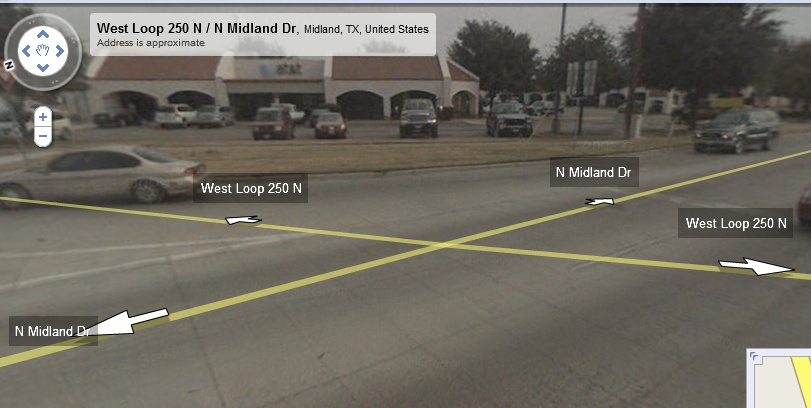 West Loop 250 N / N Midland Dr, Midland, TX, United States
Address is approximate
N
+
−
at&t
West Loop 250 N
N Midland Dr
West Loop 250 N
N Midland Dr